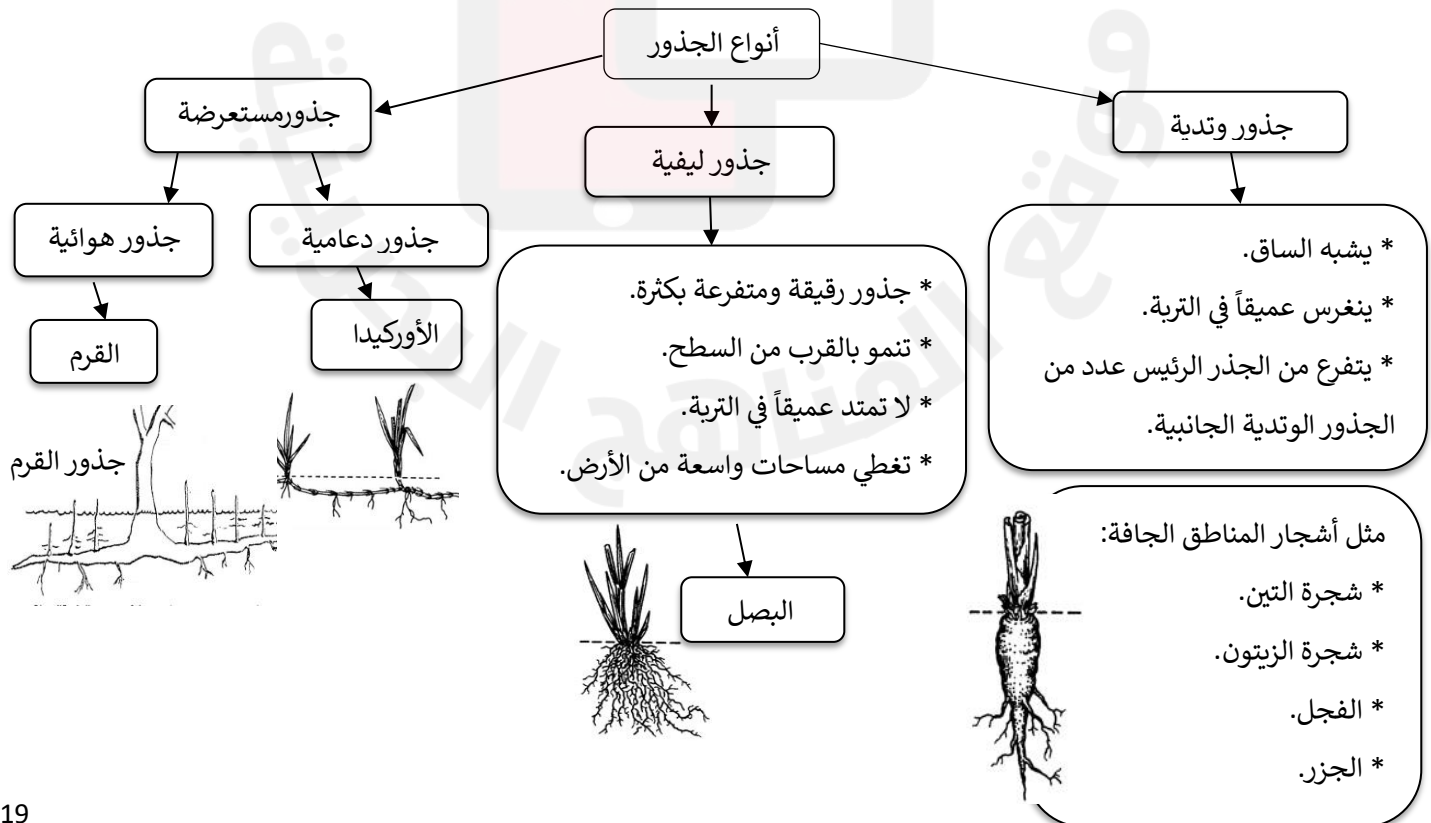 أنواع الجذور
جذور وتدية
* يشبه الساق.
* ينغرس عميقاً في التربة.
* يتفرع من الجذر الرئيس عدد من
الجذور الوتدية الجانبية.
مثل أشجار المناطق الجافة:
* شجرة التين.
* شجرة الزيتون.
* الفجل.
* الجزر.
جذور ليفية
* جذور رقيقة ومتفرعة بكثرة.
* تنمو بالقرب من السطح.
* لا تمتد عميقاً في التربة.
* تغطي مساحات واسعة من الأرض.
البصل
جذورمستعرضة
جذور دعامية
الأوركيدا
جذور هوائية
القرم
جذور القرم
19
موقع المناهج